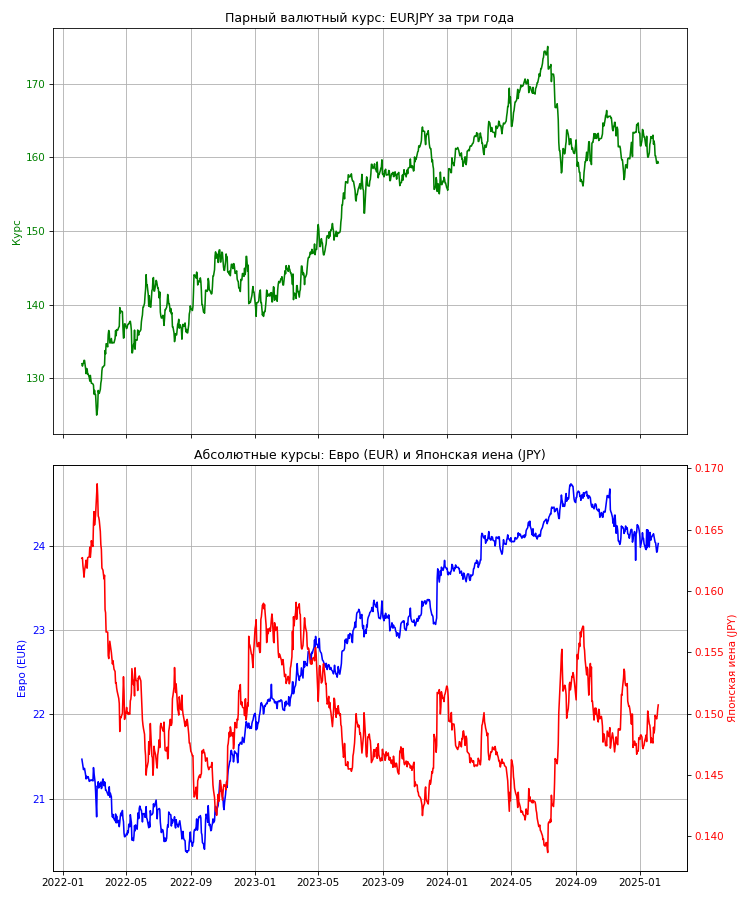 Парный валютный курс: EURJPY за три года
170
160
150
140
130
Курс
Абсолютные курсы: Евро (EUR) и Японская иена (JPY)
24
23
22
21
Евро (EUR)
0.170
0.165
0.160
0.155
0.150
0.145
0.140
Японская иена (JPY)
2022-01 2022-05 2022-09 2023-01 2023-05 2023-09 2024-01 2024-05 2024-09 2025-01